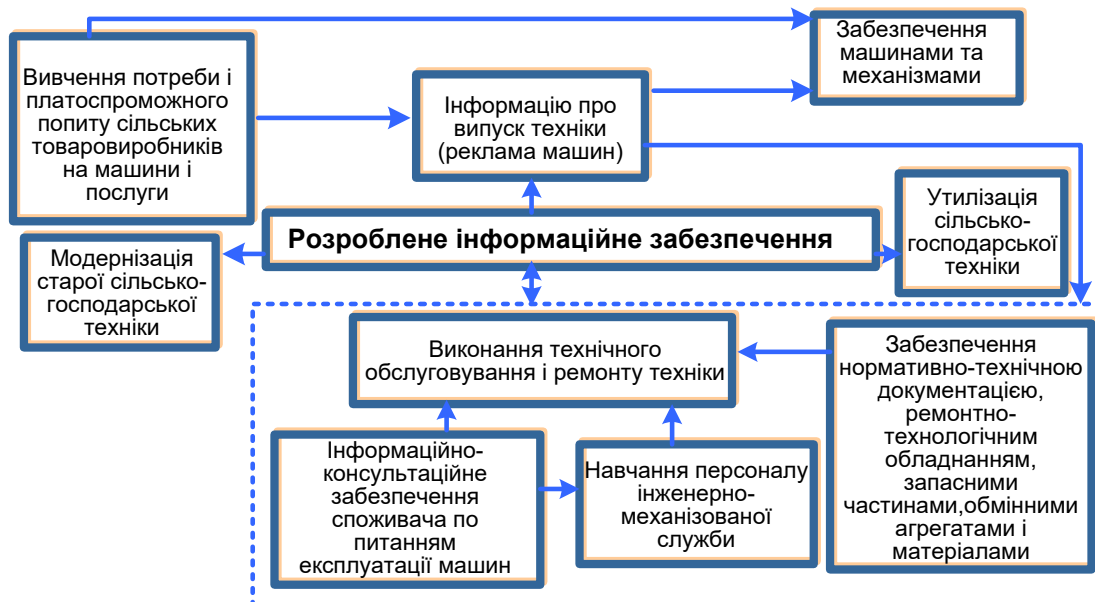 Вивчення потреби і
платоспроможного
попиту сільських
товаровиробників
на машини і
послуги
Інформацію про
випуск техніки
(реклама машин)
Забезпечення
машинами та
механізмами
Розроблене інформаційне забезпечення
Утилізація
сільсько-
господарської
техніки
Модернізація
старої сільсько-
господарської
техніки
Виконання технічного
обслуговування і ремонту техніки
Забезпечення
нормативно-технічною
документацією,
ремонтно-
технологічним
обладнанням,
запасними
частинами,обмінними
агрегатами і
матеріалами
Інформаційно-
консультаційне
забезпечення
споживача по
питанням
експлуатації машин
Навчання персоналу
інженерно-
механізованої
служби